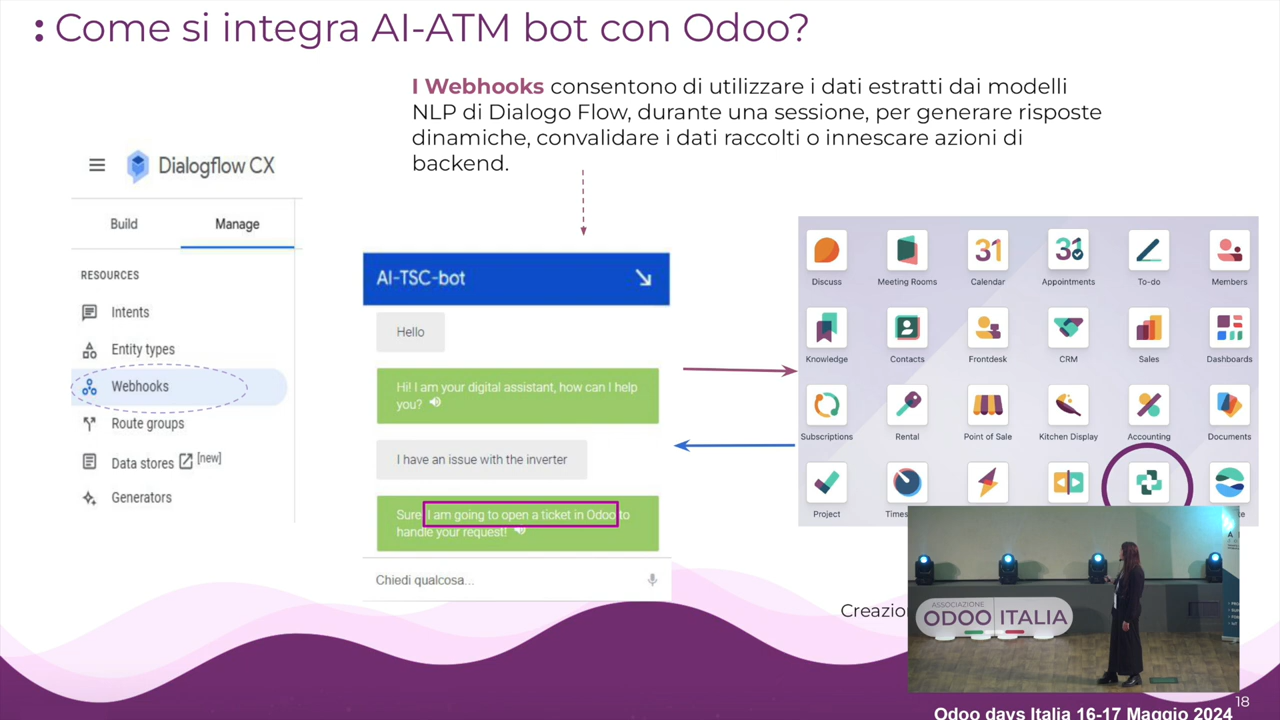 : Come si integra AI-ATM bot con Odoo?
I Webhooks consentono di utilizzare i dati estratti dai modelli
NLP di Dialogo Flow, durante una sessione, per generare risposte
dinamiche, convalidare i dati raccolti o innescare azioni di
backend.
Dialogflow CX
Build Manage
RESOURCES
Intents
Entity types
Webhooks
Route groups
Data stores [new]
Generators
AI-TSC-bot
Hello
Hi! I am your digital assistant, how can I help
you?
I have an issue with the inverter
Sure I am going to open a ticket in Odoo to
handle your request!
Chiedi qualcosa...
31 31
Discuss Meeting Rooms Calendar Appointments To-do Members
Knowledge Contacts Frontdesk CRM Sales Dashboards
Subscriptions Rental Point of Sale Kitchen Display Accounting Documents
Project
ASSOCIAZIONE
ODOO ITALIA
18
Odoo days Italia 16-17 Maggio 2024